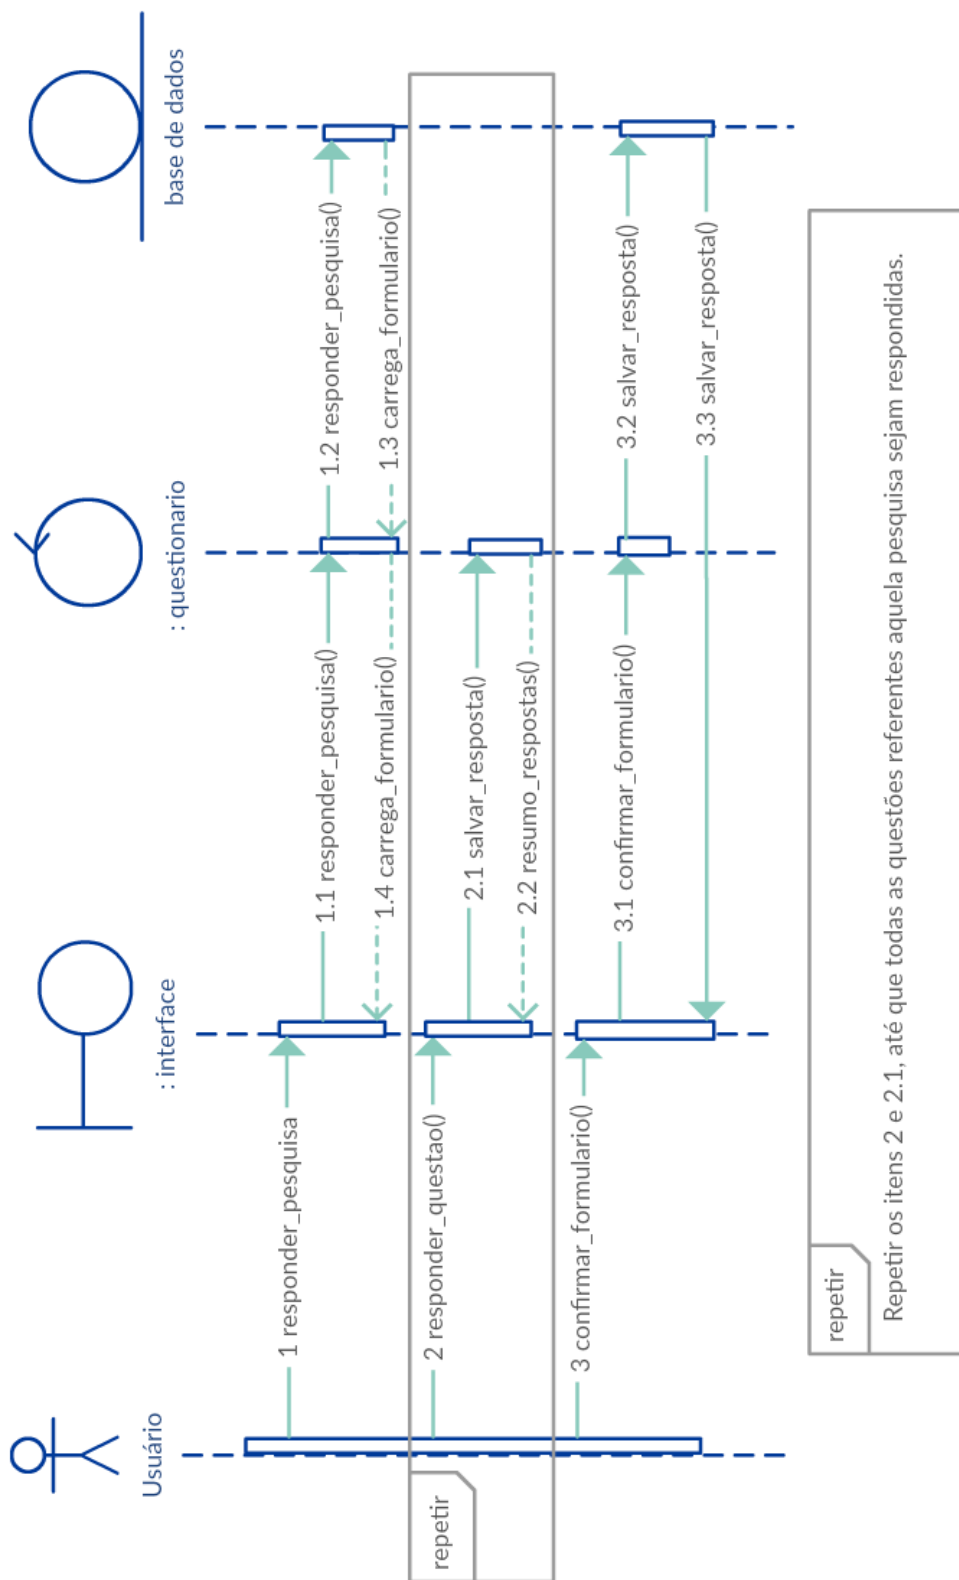 Usuário
: interface
: questionario
base de dados
1 responder_pesquisa
1.1 responder_pesquisa()
1.2 responder_pesquisa()
1.3 carrega_formulario()
1.4 carrega_formulario()
repetir
2 responder_questao()
2.1 salvar_resposta()
2.2 resumo_respostas()
3 confirmar_formulario()
3.1 confirmar_formulario()
3.2 salvar_resposta()
3.3 salvar_resposta()
repetir
Repetir os itens 2 e 2.1, até que todas as questões referentes aquela pesquisa sejam respondidas.